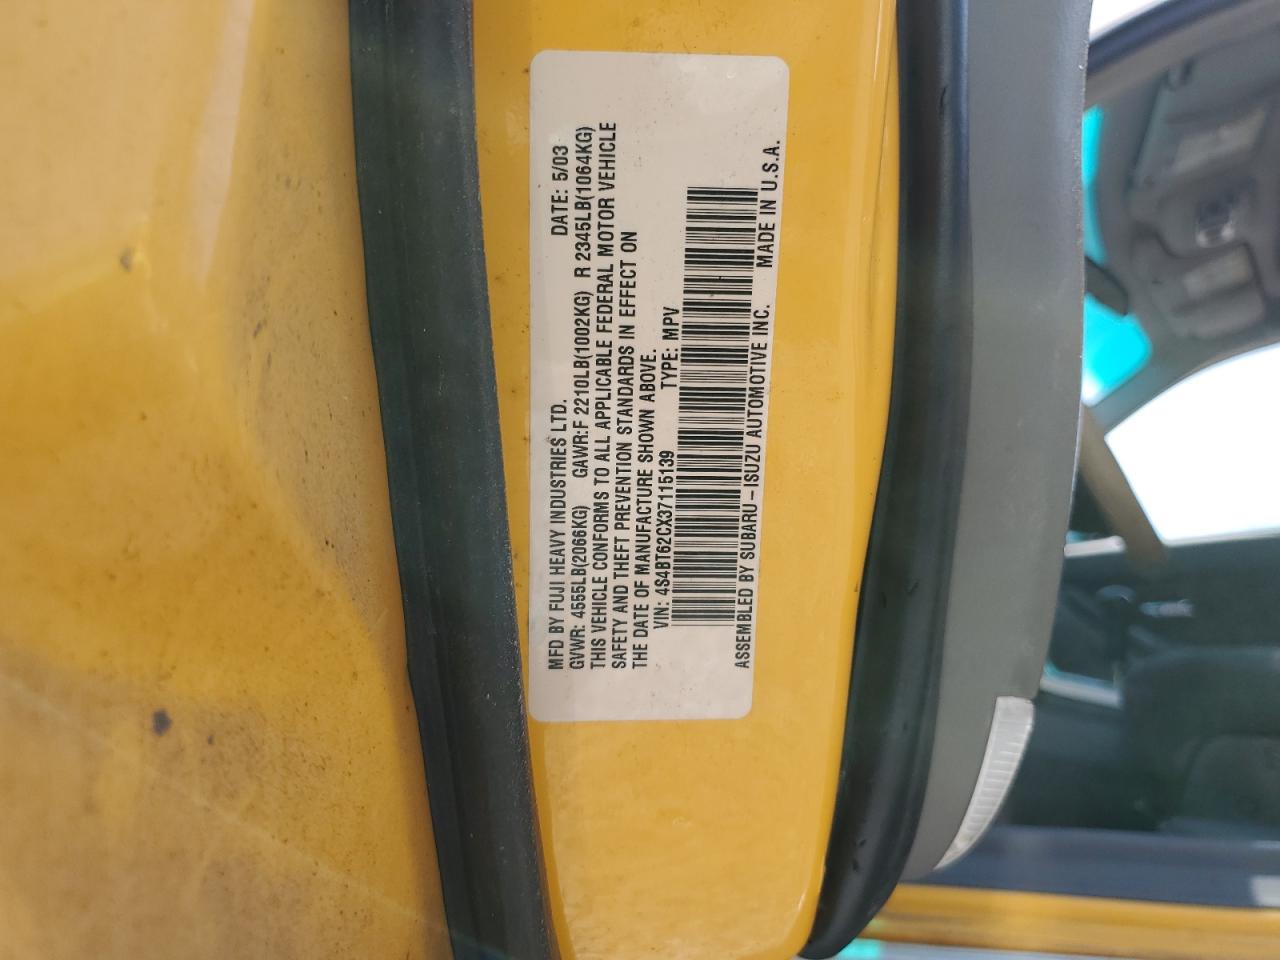 MFD BY FUJI HEAVY INDUSTRIES LTD. DATE: 5/03
GVWR: 4555LB(2066KG) GAWR:F 2210LB(1002KG) R 2345LB(1064KG)
THIS VEHICLE CONFORMS TO ALL APPLICABLE FEDERAL MOTOR VEHICLE
SAFETY AND THEFT PREVENTION STANDARDS IN EFFECT ON
THE DATE OF MANUFACTURE SHOWN ABOVE.
VIN: 4S4BT62CX37115139 TYPE: MPV
ASSEMBLED BY SUBARU-ISUZU AUTOMOTIVE INC. MADE IN U.S.A.